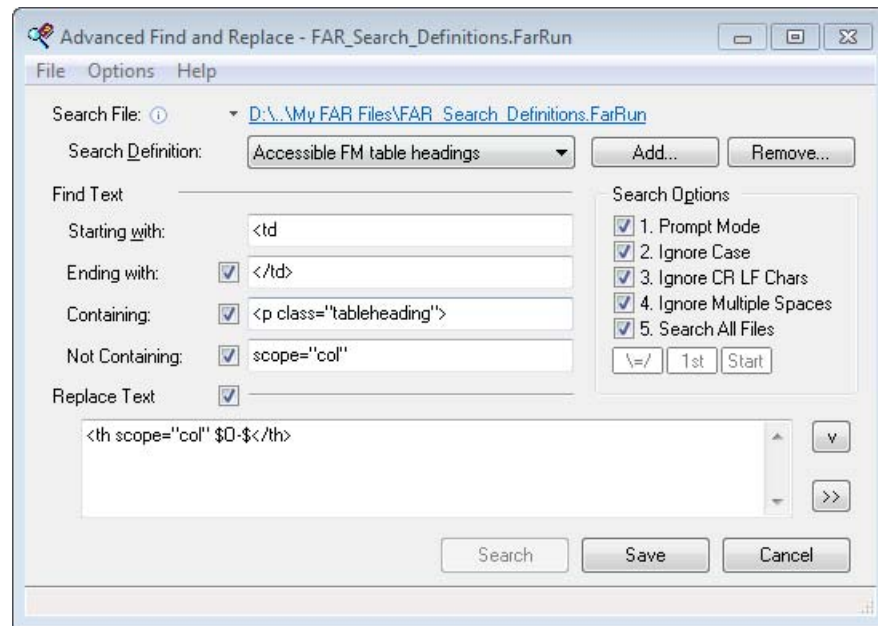 Advanced Find and Replace - FAR_Search_Definitions.FarRun
File Options Help
Search File: D:\..\My FAR Files\FAR_Search_Definitions.FarRun
Search Definition: Accessible FM table headings Add... Remove...
Find Text Search Options
Starting with: <td 1. Prompt Mode
2. Ignore Case
Ending with: </td> 3. Ignore CR LF Chars
Containing: <p class="tableheading"> 4. Ignore Multiple Spaces
5. Search All Files
Not Containing: scope="col" \=/ 1st Start
Replace Text
<th scope="col" $0-$</th> v
>>
Search Save Cancel